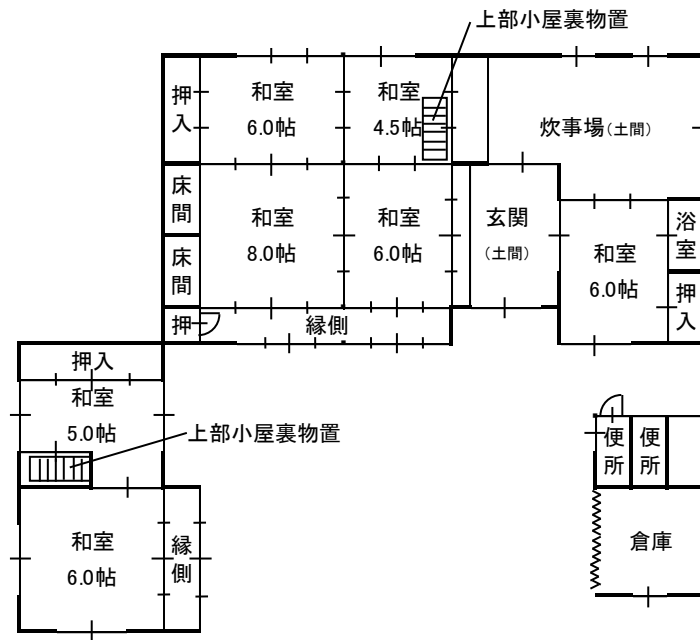 上部小屋裏物置
押入
和室
6.0帖
和室
4.5帖
炊事場(土間)
床間
和室
8.0帖
和室
6.0帖
玄関
(土間)
浴室
床間
和室
6.0帖
押入
押
縁側
押入
和室
5.0帖
上部小屋裏物置
便所
便所
和室
6.0帖
縁側
倉庫